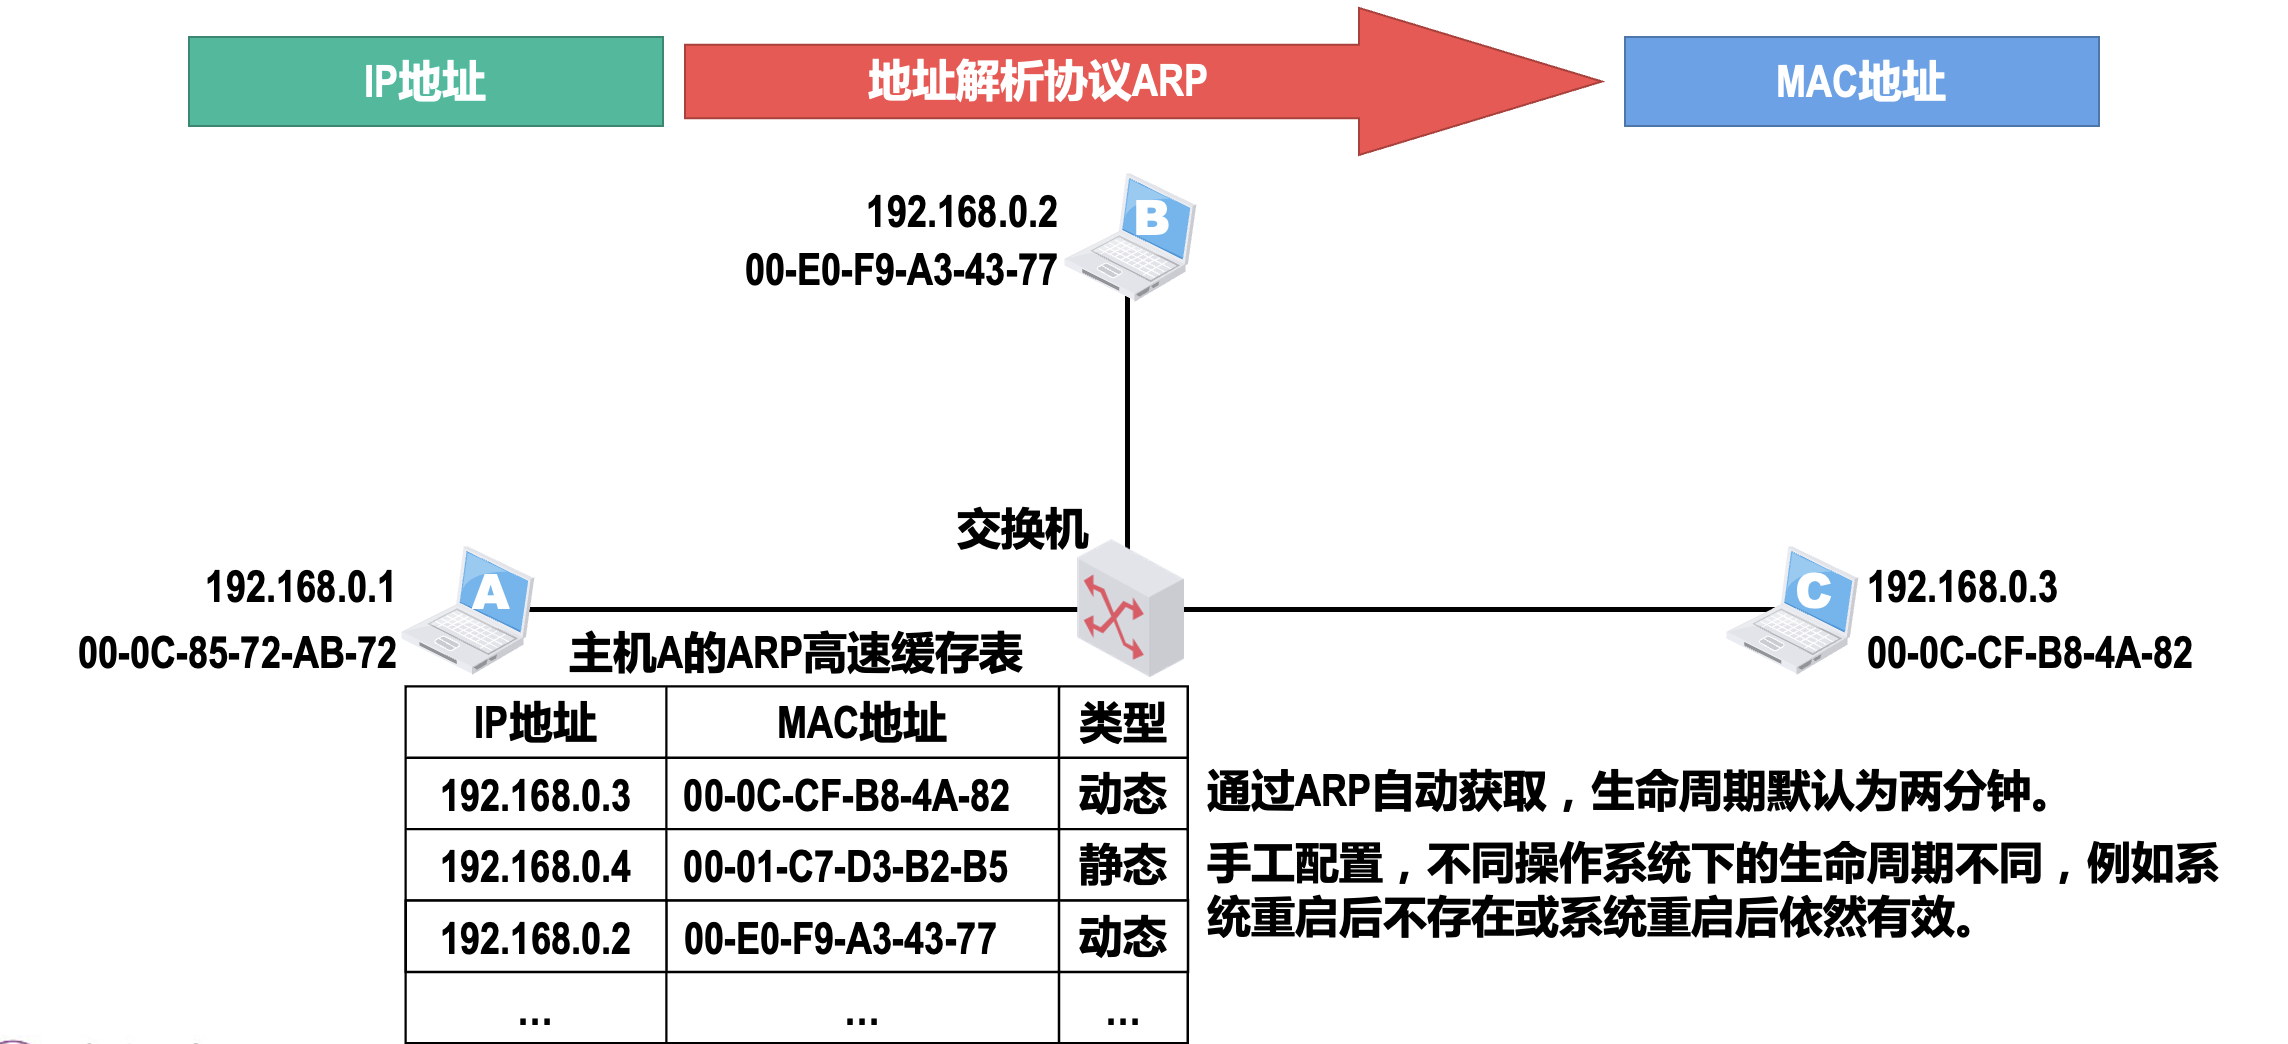 IP地址
地址解析协议ARP
MAC地址
192.168.0.2
00-E0-F9-A3-43-77
B
交换机
192.168.0.1
00-0C-85-72-AB-72
A
C
192.168.0.3
00-0C-CF-B8-4A-82
主机A的ARP高速缓存表
IP地址 MAC地址 类型
192.168.0.3 00-0C-CF-B8-4A-82 动态
通过ARP自动获取，生命周期默认为两分钟。
192.168.0.4 00-01-C7-D3-B2-B5 静态
手工配置，不同操作系统下的生命周期不同，例如系
统重启后不存在或系统重启后依然有效。
192.168.0.2 00-E0-F9-A3-43-77 动态
... ... ...